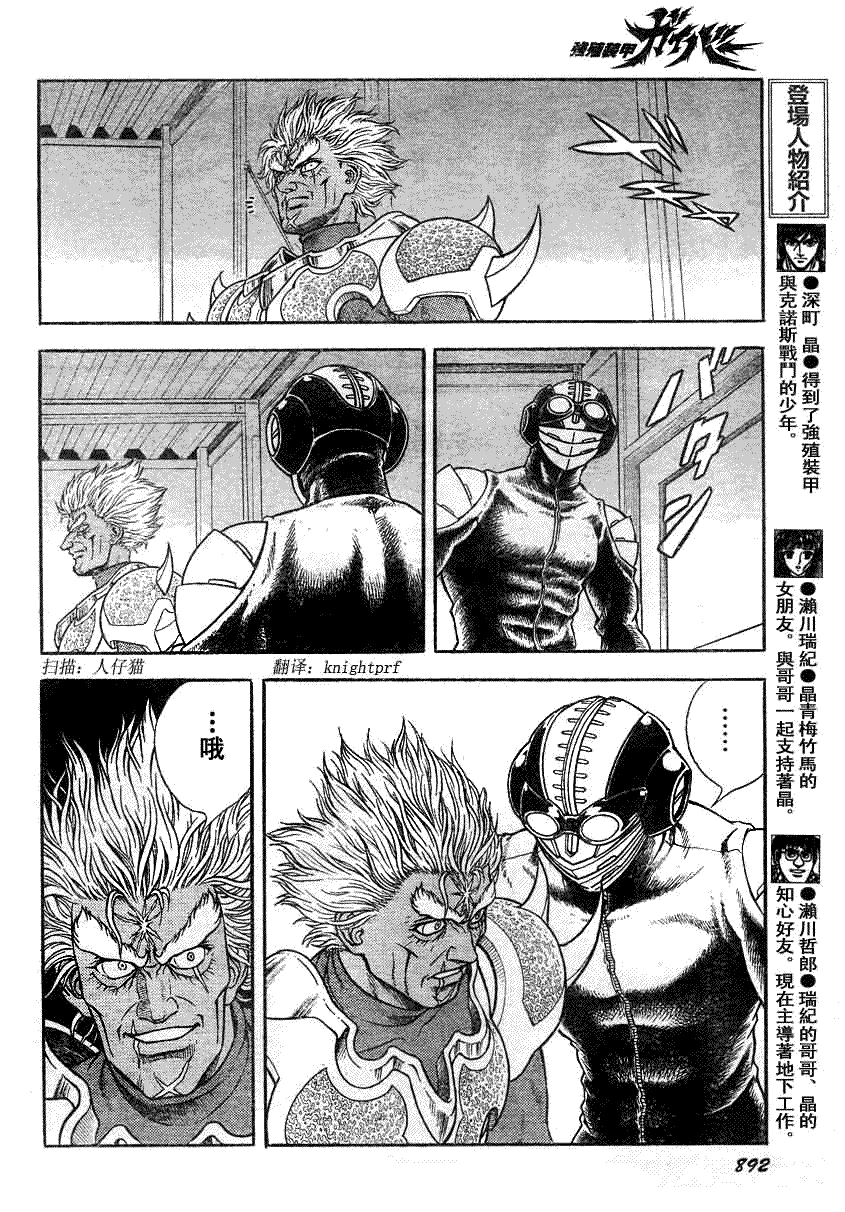 強殖装甲
ガイバー
登場人物紹介
●深町 晶●得到了強殖裝甲
與克諾斯戰鬥的少年。
●瀨川瑞紀●晶青梅竹馬的
女朋友。與哥哥一起支持著晶。
●瀨川哲郎●瑞紀的哥哥、晶的
知心好友。現在主導著地下工作。
バタン
扫描：人仔猫
翻译：knightprf
……
…哦
892